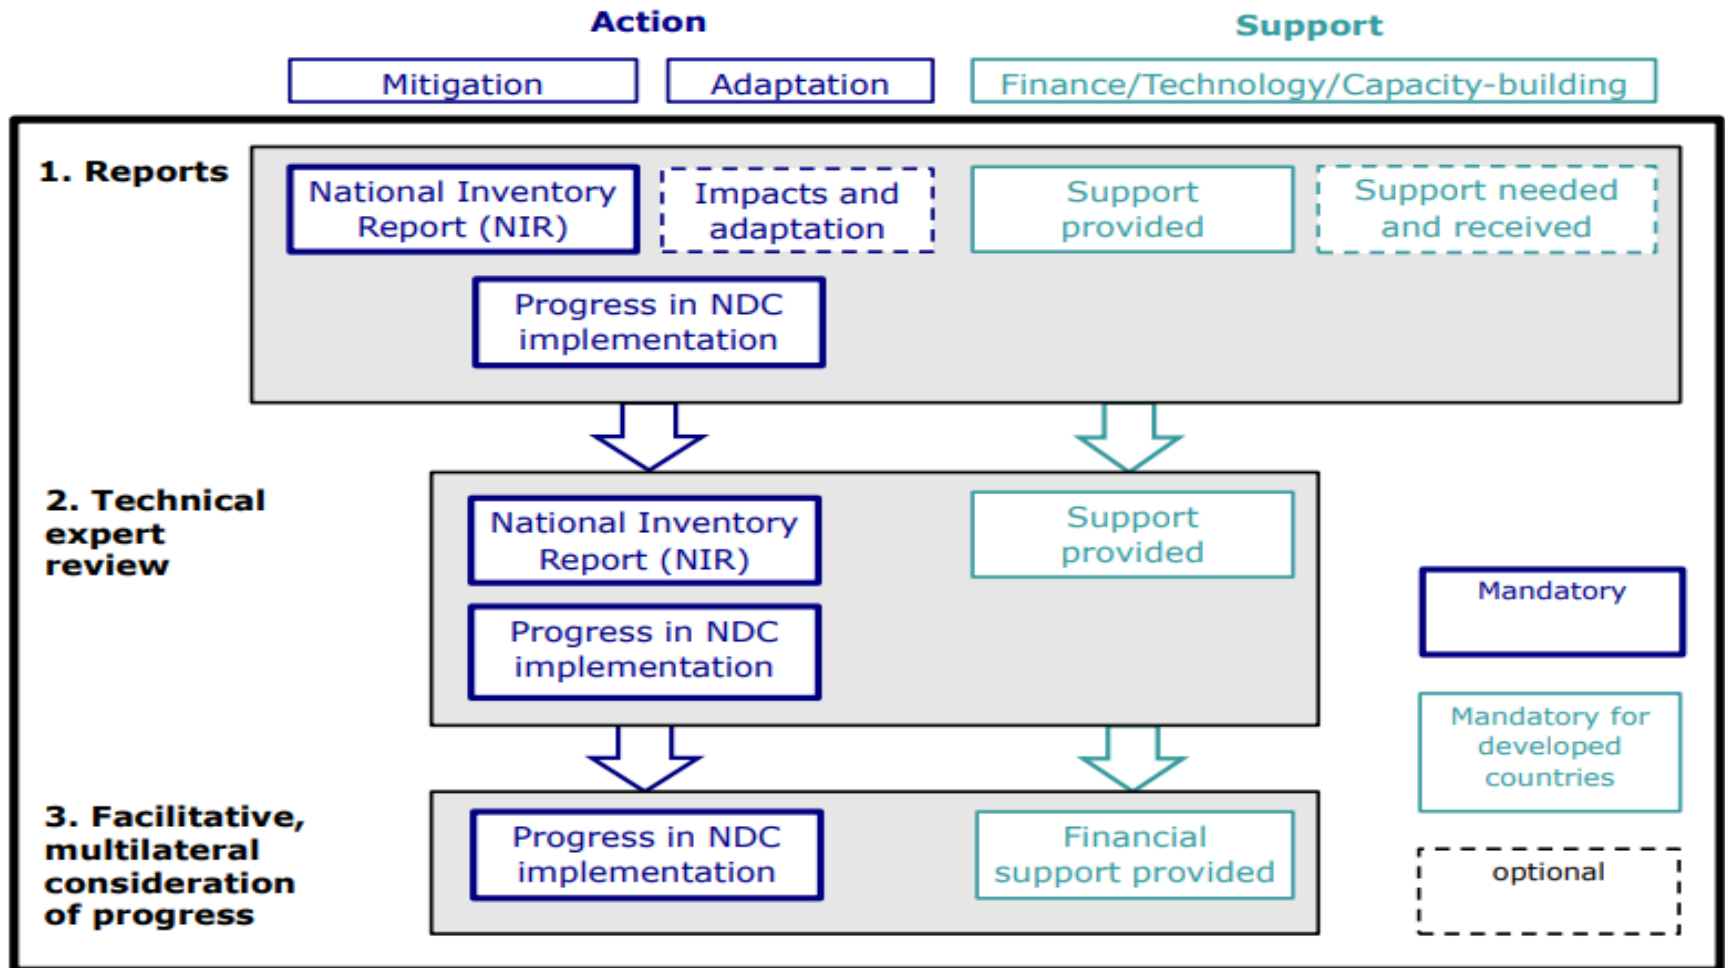 Action
Support
Mitigation
Adaptation
Finance/Technology/Capacity-building
1. Reports
National Inventory
Report (NIR)
Impacts and
adaptation
Support
provided
Support needed
and received
Progress in NDC
implementation
2. Technical
expert
review
National Inventory
Report (NIR)
Support
provided
Progress in NDC
implementation
Mandatory
Mandatory for
developed
countries
3. Facilitative,
multilateral
consideration
of progress
Progress in NDC
implementation
Financial
support provided
optional